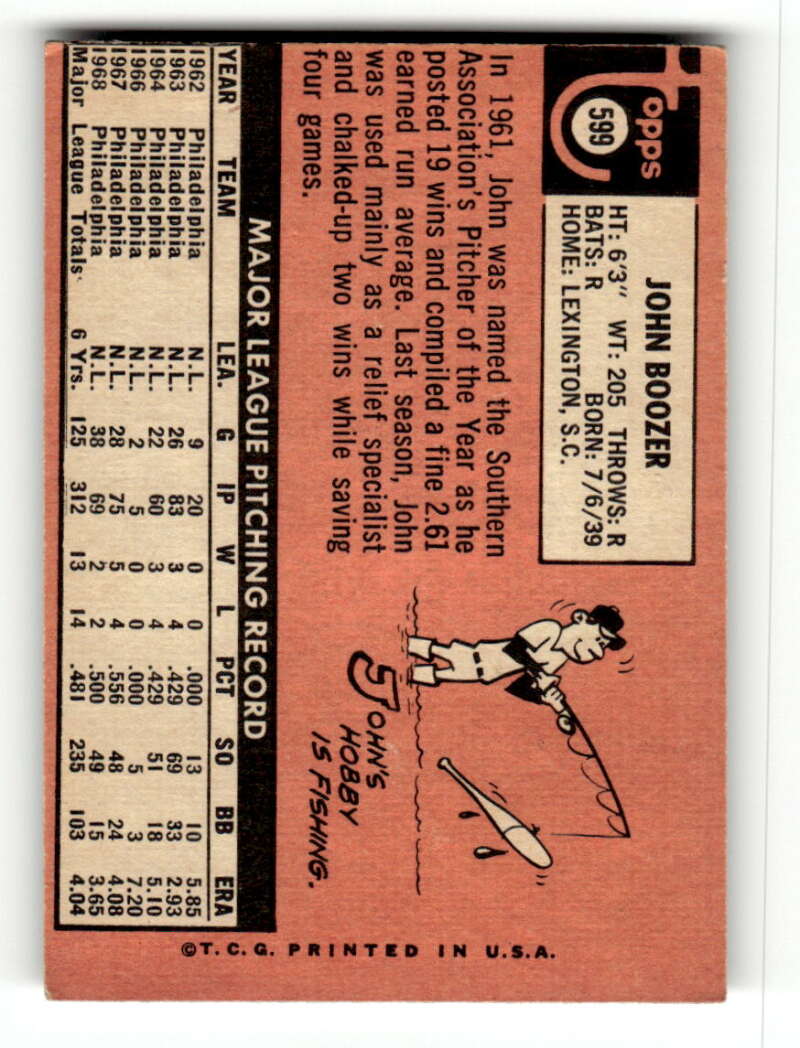 Topps
599
JOHN BOOZER
HT: 6'3" WT: 205 THROWS: R
BATS: R BORN: 7/6/39
HOME: LEXINGTON, S.C.
In 1961, John was named the Southern
Association's Pitcher of the Year as he
posted 19 wins and compiled a fine 2.61
earned run average. Last season, John
was used mainly as a relief specialist
and chalked-up two wins while saving
four games.
JOHN'S
HOBBY
IS FISHING.
MAJOR LEAGUE PITCHING RECORD
YEAR TEAM LEA. G IP W L PCT SO BB ERA
1962 Philadelphia N.L. 9 20 0 0 .000 13 10 5.85
1963 Philadelphia N.L. 26 83 3 4 .429 69 33 2.93
1964 Philadelphia N.L. 22 60 3 4 .429 51 18 5.10
1966 Philadelphia N.L. 2 5 0 0 .000 5 3 7.20
1967 Philadelphia N.L. 28 75 5 4 .556 48 24 4.08
1968 Philadelphia N.L. 38 69 2 2 .500 49 15 3.65
Major League Totals 6 Yrs. 125 312 13 14 .481 235 103 4.04
©T.C.G. PRINTED IN U.S.A.